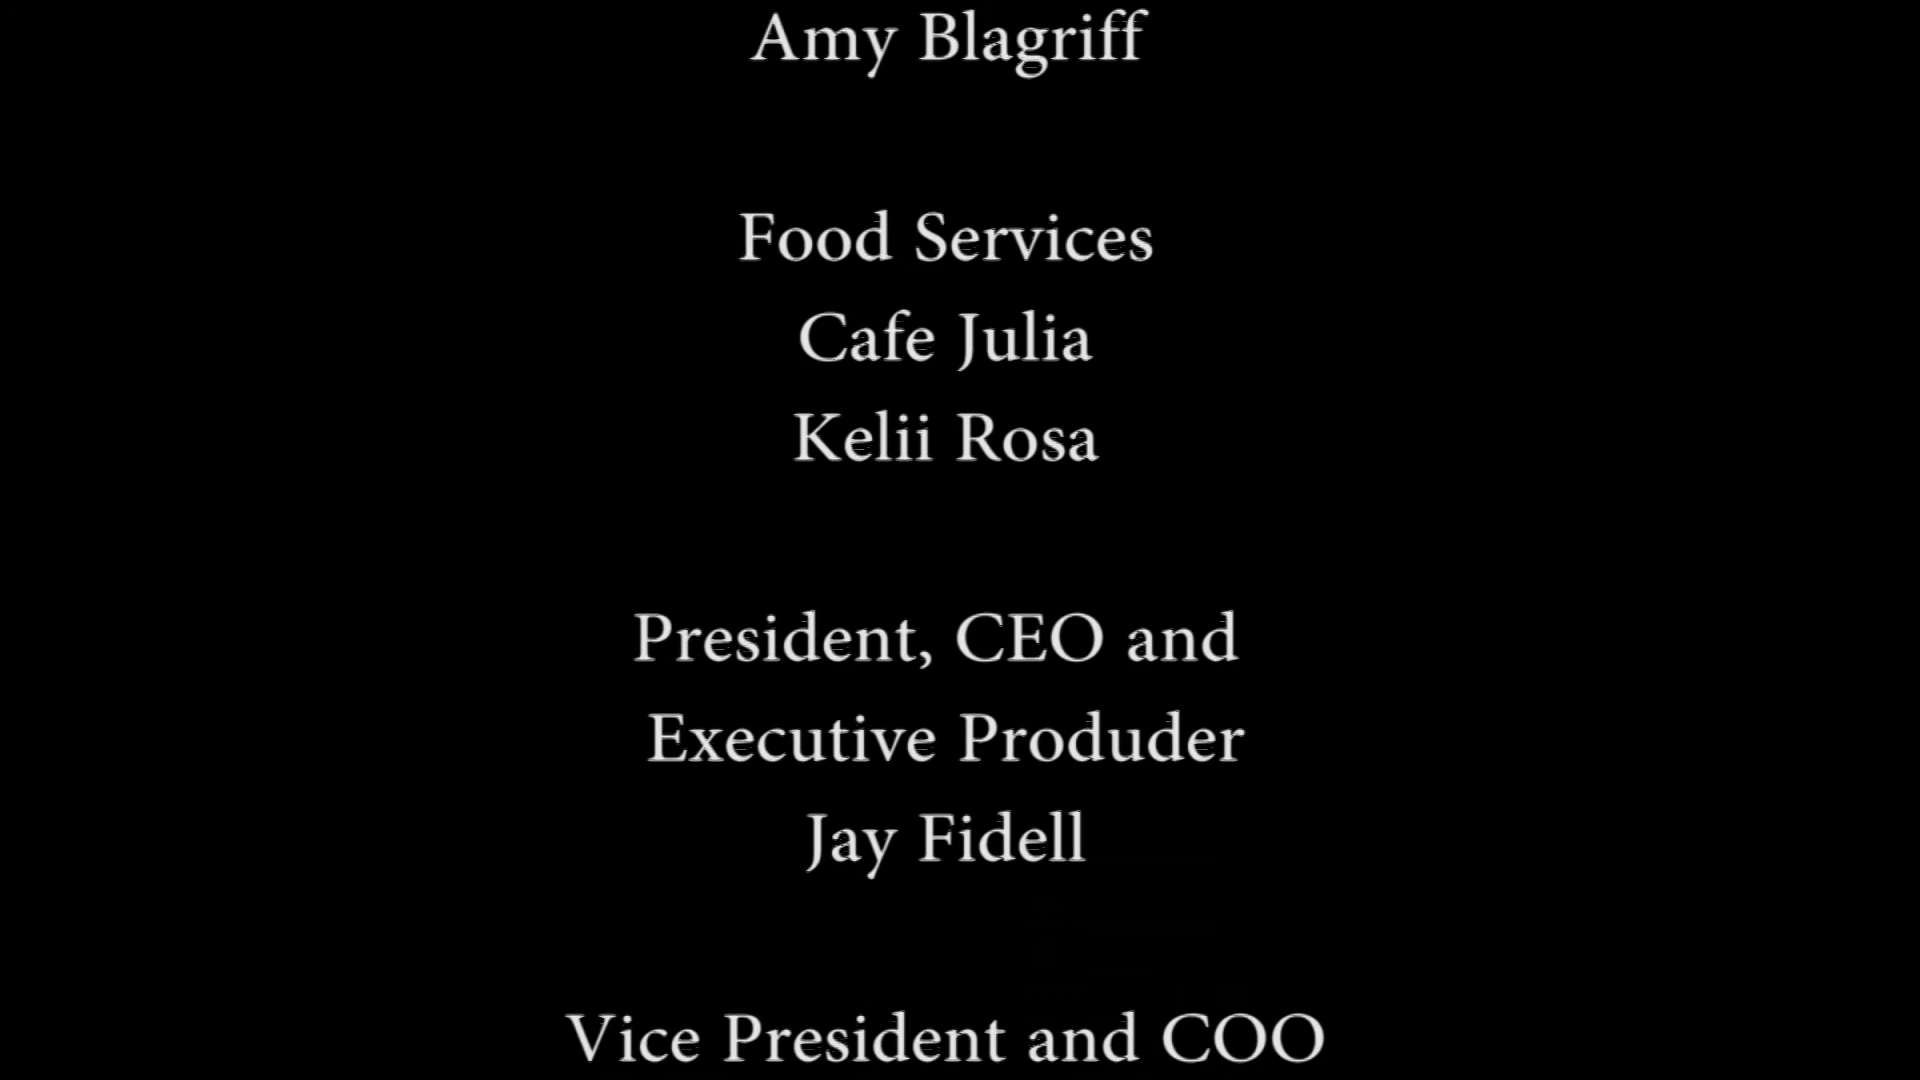 Amy Blagriff
Food Services
Cafe Julia
Kelii Rosa
President, CEO and
Executive Produder
Jay Fidell
Vice President and COO